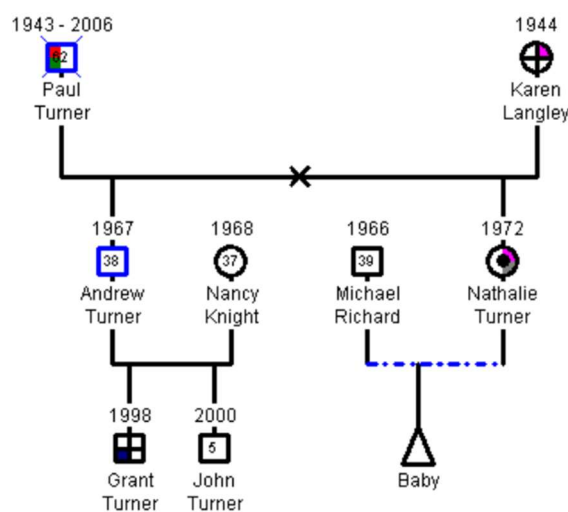 1943 - 2006 1944
62
Paul Karen
Turner Langley
1967 1968 1966 1972
38 37 39
Andrew Nancy Michael Nathalie
Turner Knight Richard Turner
1998 2000
5
Grant John Baby
Turner Turner